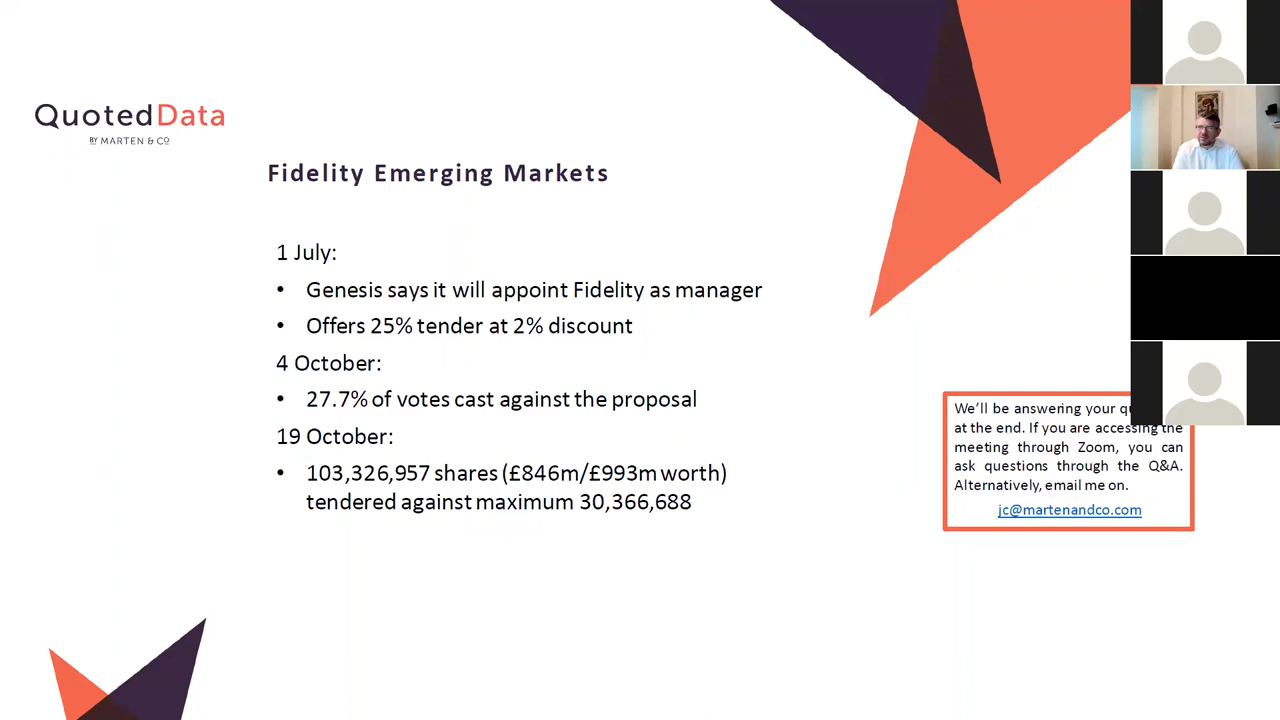 QuotedData
BY MARTEN & CO
Fidelity Emerging Markets
1 July:
• Genesis says it will appoint Fidelity as manager
• Offers 25% tender at 2% discount
4 October:
• 27.7% of votes cast against the proposal
19 October:
• 103,326,957 shares (£846m/£993m worth)
tendered against maximum 30,366,688
We'll be answering your
at the end. If you are accessing the
meeting through Zoom, you can
ask questions through the Q&A.
Alternatively, email me on.
jc@martenandco.com